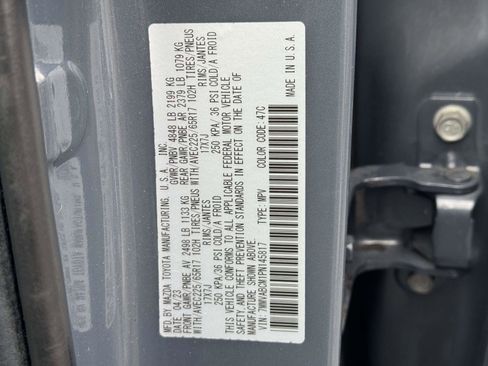 MFD. BY MAZDA TOYOTA MANUFACTURING, U.S.A., INC.
DATE: 04/23 GVWR/PNBV 4848 LB 2199 KG
FRONT GAWR/PNBE AV 2498 LB 1133 KG REAR GAWR/PNBE AR 2379 LB 1079 KG
WITH/AVEC225/65R17 102H TIRES/PNEUS WITH/AVEC225/65R17 102H TIRES/PNEUS
17X7J RIMS/JANTES 17X7J RIMS/JANTES
250 KPA/36 PSI COLD/A FROID 250 KPA/36 PSI COLD/A FROID
THIS VEHICLE CONFORMS TO ALL APPLICABLE FEDERAL MOTOR VEHICLE
SAFETY AND THEFT PREVENTION STANDARDS IN EFFECT ON THE DATE OF
MANUFACTURE SHOWN ABOVE.
VIN: TYPE: MPV COLOR CODE: 47C
MADE IN U.S.A.